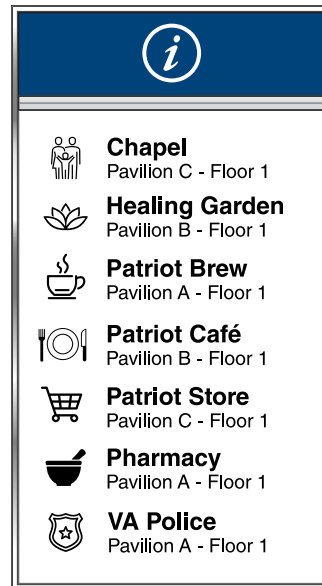 i
Chapel
Pavilion C - Floor 1
Healing Garden
Pavilion B - Floor 1
Patriot Brew
Pavilion A - Floor 1
Patriot Café
Pavilion B - Floor 1
Patriot Store
Pavilion C - Floor 1
Pharmacy
Pavilion A - Floor 1
VA Police
Pavilion A - Floor 1